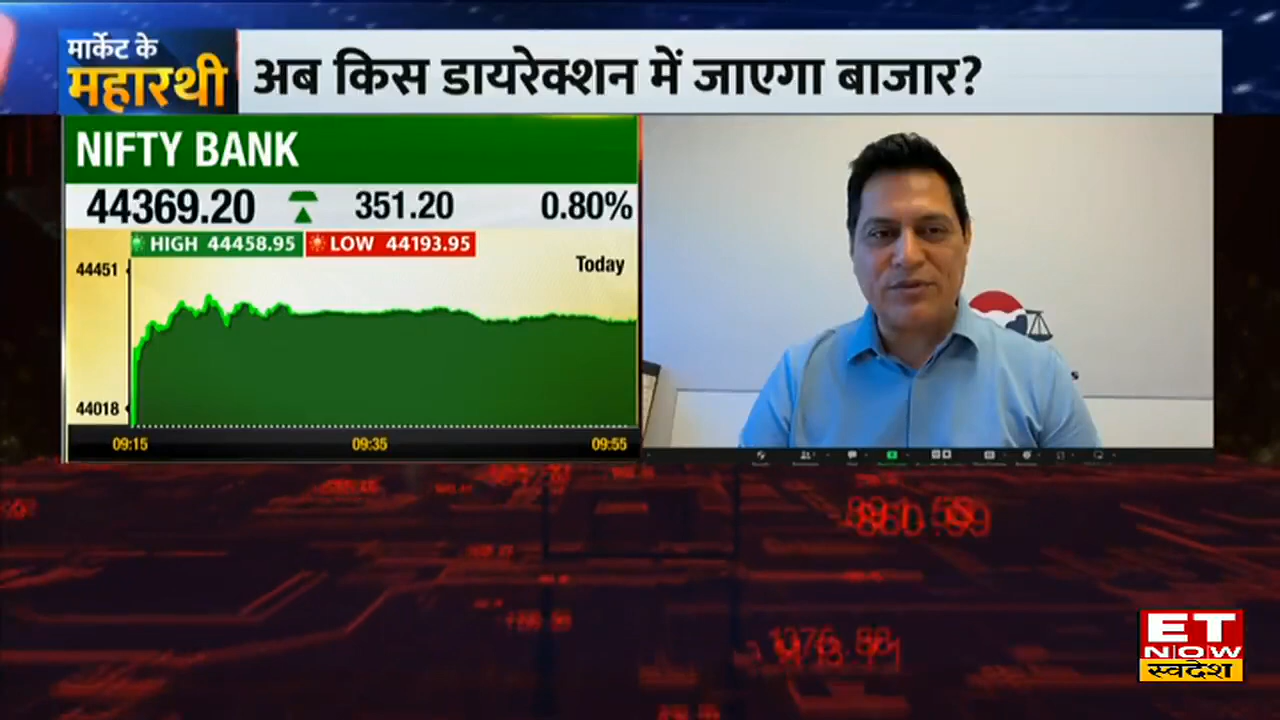 मार्केट के
महारथी
अब किस डायरेक्शन में जाएगा बाजार?
NIFTY BANK
44369.20 351.20 0.80%
HIGH 44458.95 LOW 44193.95
Today
44451
44018
09:15 09:35 09:55
ET
NOW
स्वदेश